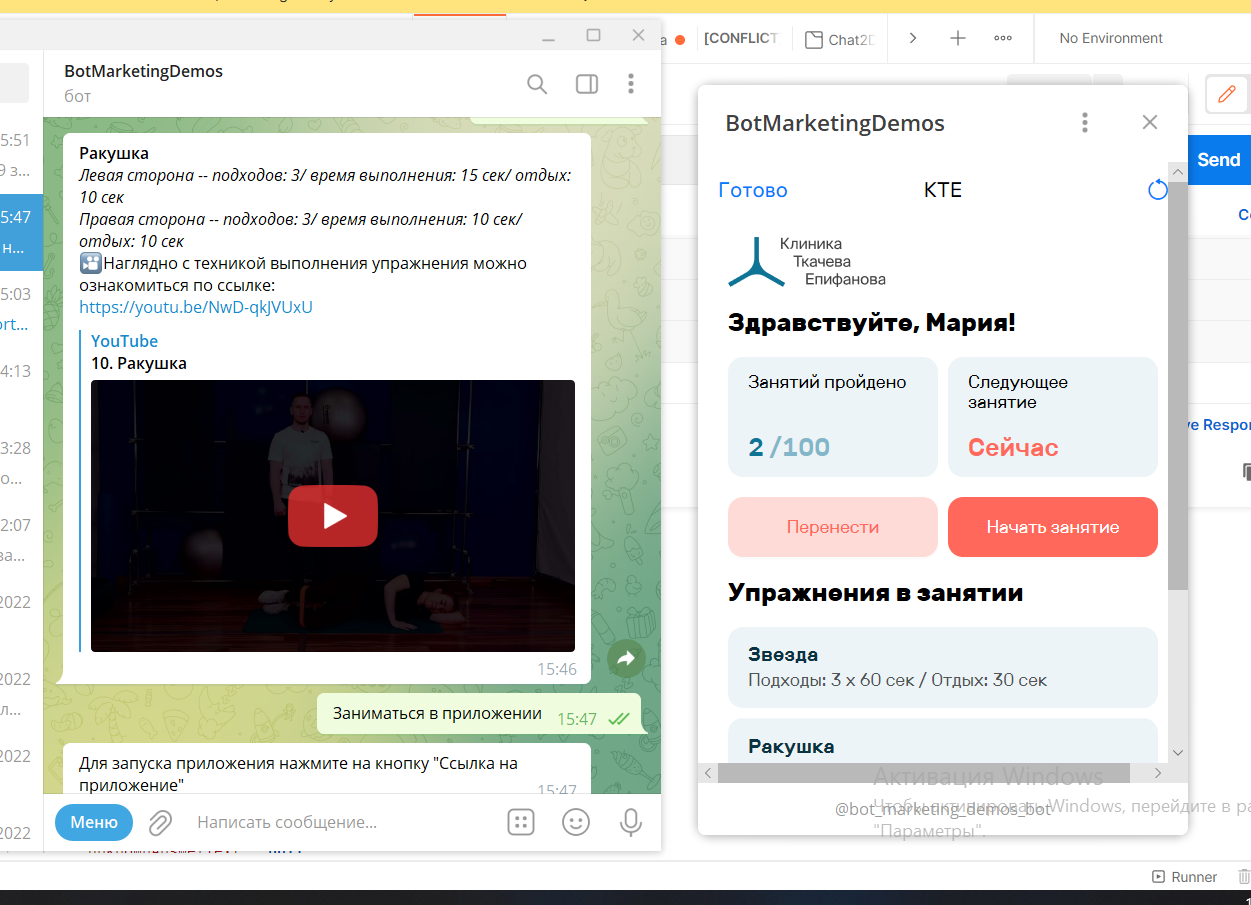 [CONFLICT
Chat2D
No Environment
BotMarketingDemos
бот
5:51
9 з...
5:47
н...
5:03
ort...
4:13
3:28
о...
2:07
ва...
2022
2022
л...
2022
2022
Ракушка
Левая сторона -- подходов: 3/ время выполнения: 15 сек/ отдых:
10 сек
Правая сторона -- подходов: 3/ время выполнения: 10 сек/
отдых: 10 сек
Наглядно с техникой выполнения упражнения можно
ознакомиться по ссылке:
https://youtu.be/NwD-qkJVUxU
YouTube
10. Ракушка
15:46
Заниматься в приложении 15:47
Для запуска приложения нажмите на кнопку "Ссылка на
приложение"
15:47
Меню
Написать сообщение...
BotMarketingDemos
Готово
КТЕ
Клиника
Ткачева
Епифанова
Здравствуйте, Мария!
Занятий пройдено
2 /100
Следующее
занятие
Сейчас
Перенести
Начать занятие
Упражнения в занятии
Звезда
Подходы: 3 x 60 сек / Отдых: 30 сек
Ракушка
@bot_marketing_demos_bot
Send
Co
ve Respon
Активация Windows
Чтобы активировать Windows, перейдите в ра
"Параметры".
Runner